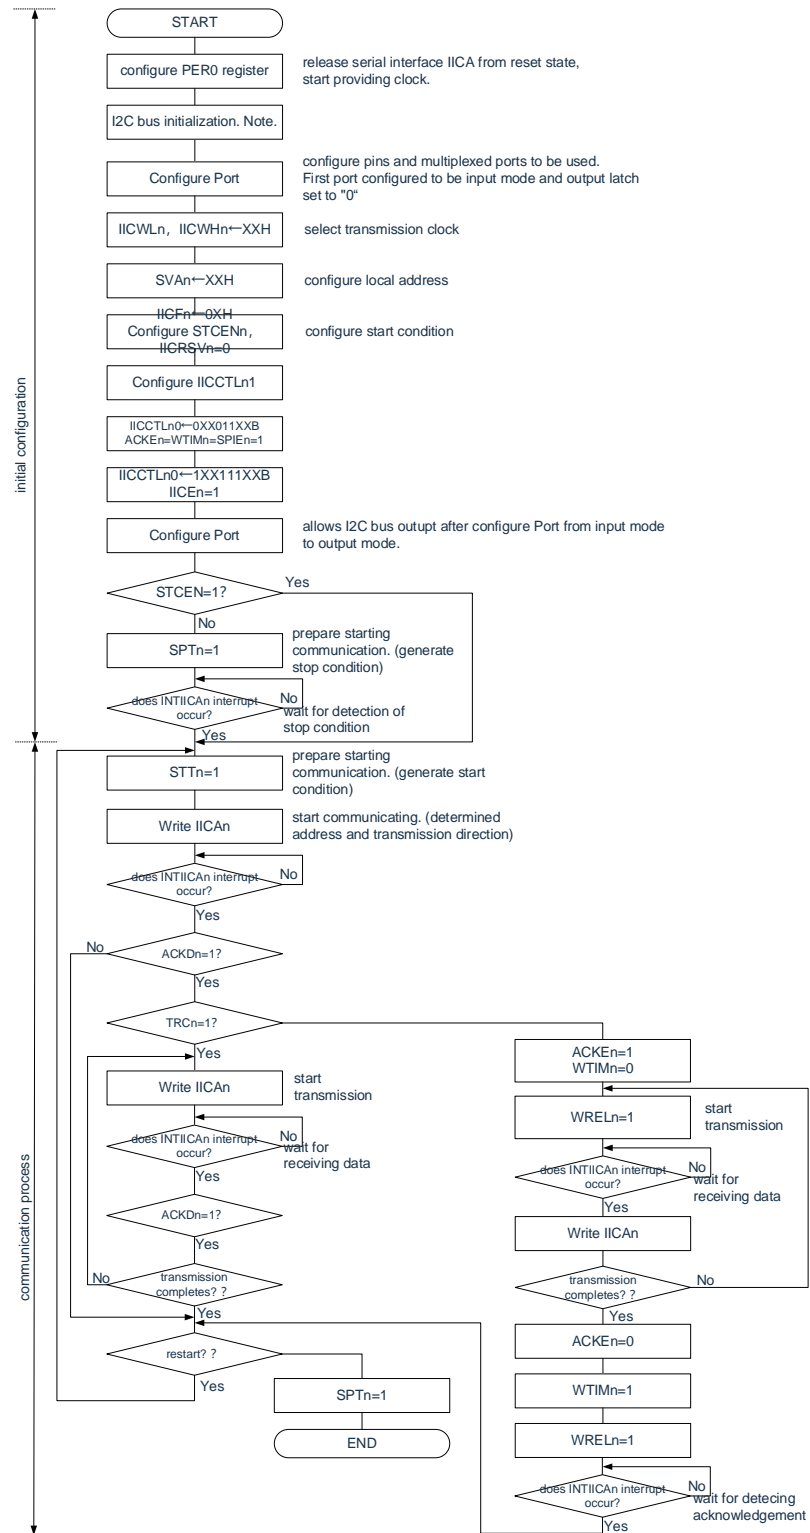 START
configure PER0 register
release serial interface IICA from reset state,
start providing clock.
I2C bus initialization. Note.
Configure Port
configure pins and multiplexed ports to be used.
First port configured to be input mode and output latch
set to "0“
IICWLn，IICWHn←XXH
select transmission clock
SVAn←XXH
configure local address
IICFn←0XH
Configure STCENn，
IICRSVn=0
configure start condition
Configure IICCTLn1
IICCTLn0←0XX011XXB
ACKEn=WTIMn=SPIEn=1
IICCTLn0←1XX111XXB
IICEn=1
Configure Port
allows I2C bus outupt after configure Port from input mode
to output mode.
initial configuration
STCEN=1?
Yes
No
SPTn=1
prepare starting
communication. (generate
stop condition)
does INTIICAn interrupt
occur?
No
wait for detection of
stop condition
Yes
STTn=1
prepare starting
communication. (generate start
condition)
Write IICAn
start communicating. (determined
address and transmission direction)
does INTIICAn interrupt
occur?
No
Yes
ACKDn=1?
No
Yes
TRCn=1?
Yes
Write IICAn
start
transmission
does INTIICAn interrupt
occur?
No
wait for
receiving data
Yes
ACKDn=1?
Yes
transmission
completes? ?
No
Yes
restart? ?
Yes
SPTn=1
END
communication process
ACKEn=1
WTIMn=0
WRELn=1
start
transmission
does INTIICAn interrupt
occur?
No
wait for
receiving data
Yes
Write IICAn
transmission
completes? ?
No
Yes
ACKEn=0
WTIMn=1
WRELn=1
does INTIICAn interrupt
occur?
No
wait for detecing
acknowledgement
Yes